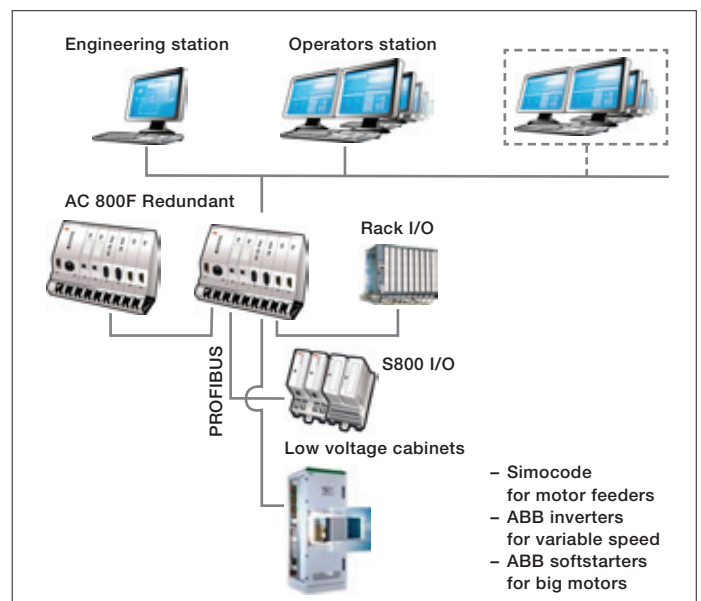 Engineering station
Operators station
AC 800F Redundant
Rack I/O
PROFIBUS
S800 I/O
Low voltage cabinets
– Simocode
for motor feeders
– ABB inverters
for variable speed
– ABB softstarters
for big motors